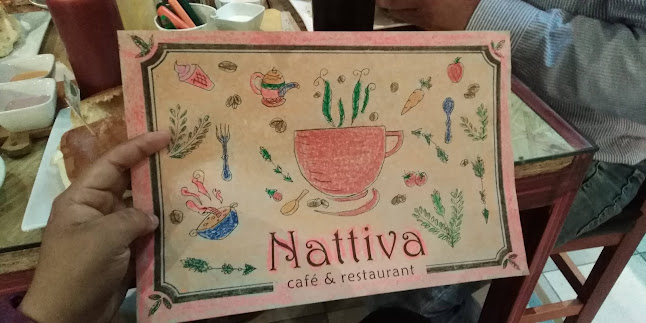 Nattiva
café & restaurant